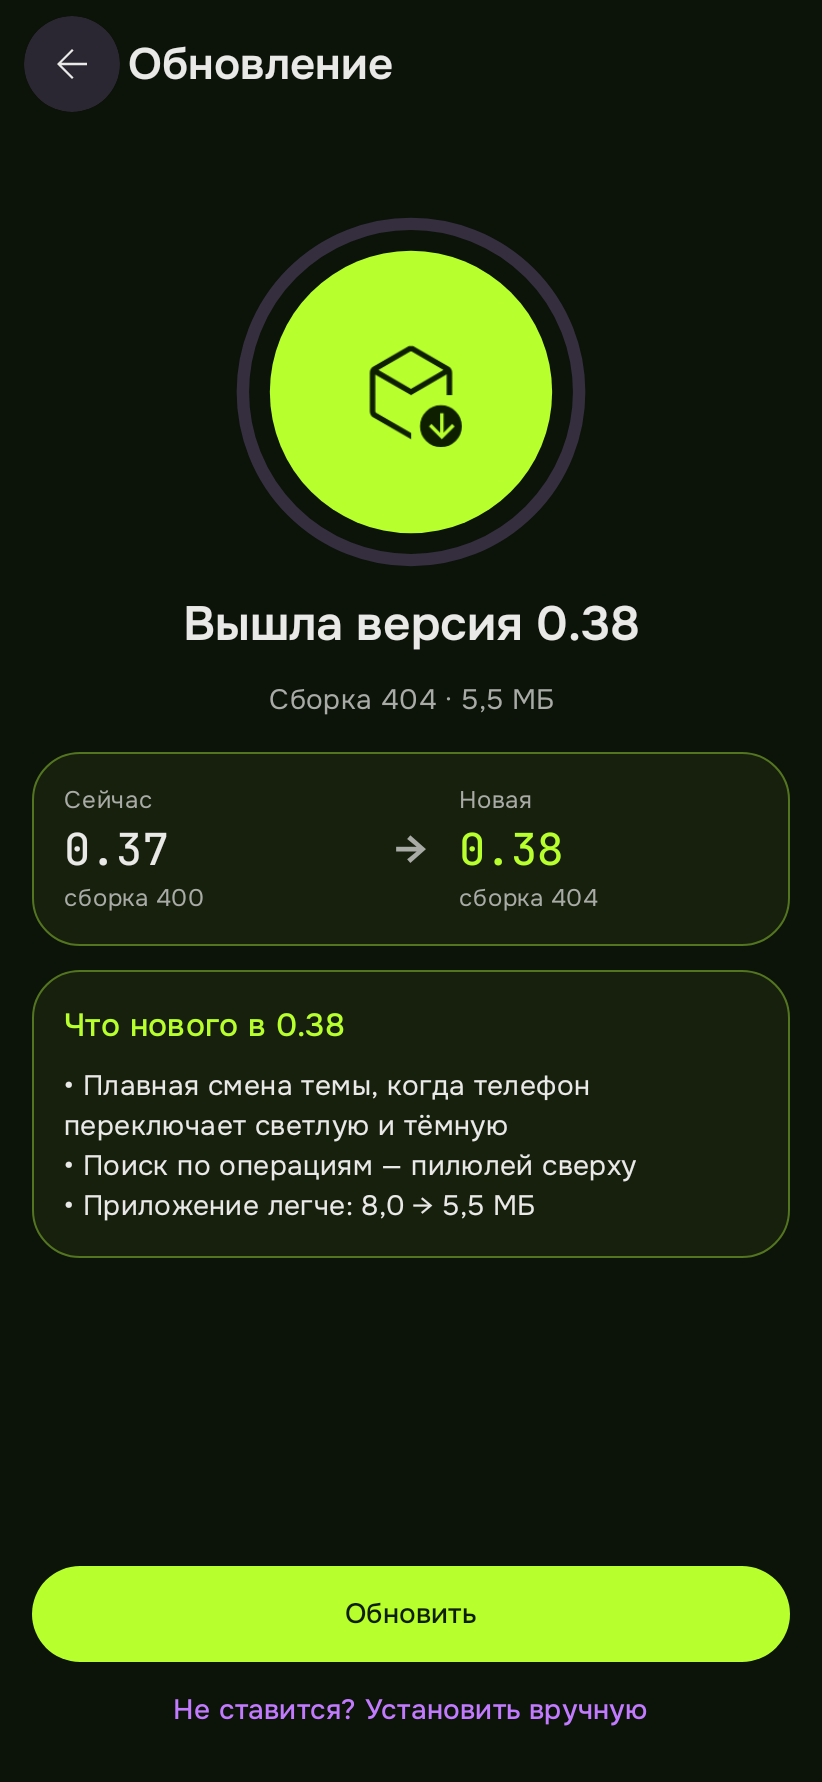 Обновление
Вышла версия 0.38
Сборка 404 · 5,5 МБ
Сейчас
0.37
сборка 400
→
Новая
0.38
сборка 404
Что нового в 0.38
• Плавная смена темы, когда телефон
переключает светлую и тёмную
• Поиск по операциям — пилюлей сверху
• Приложение легче: 8,0 → 5,5 МБ
Обновить
Не ставится? Установить вручную